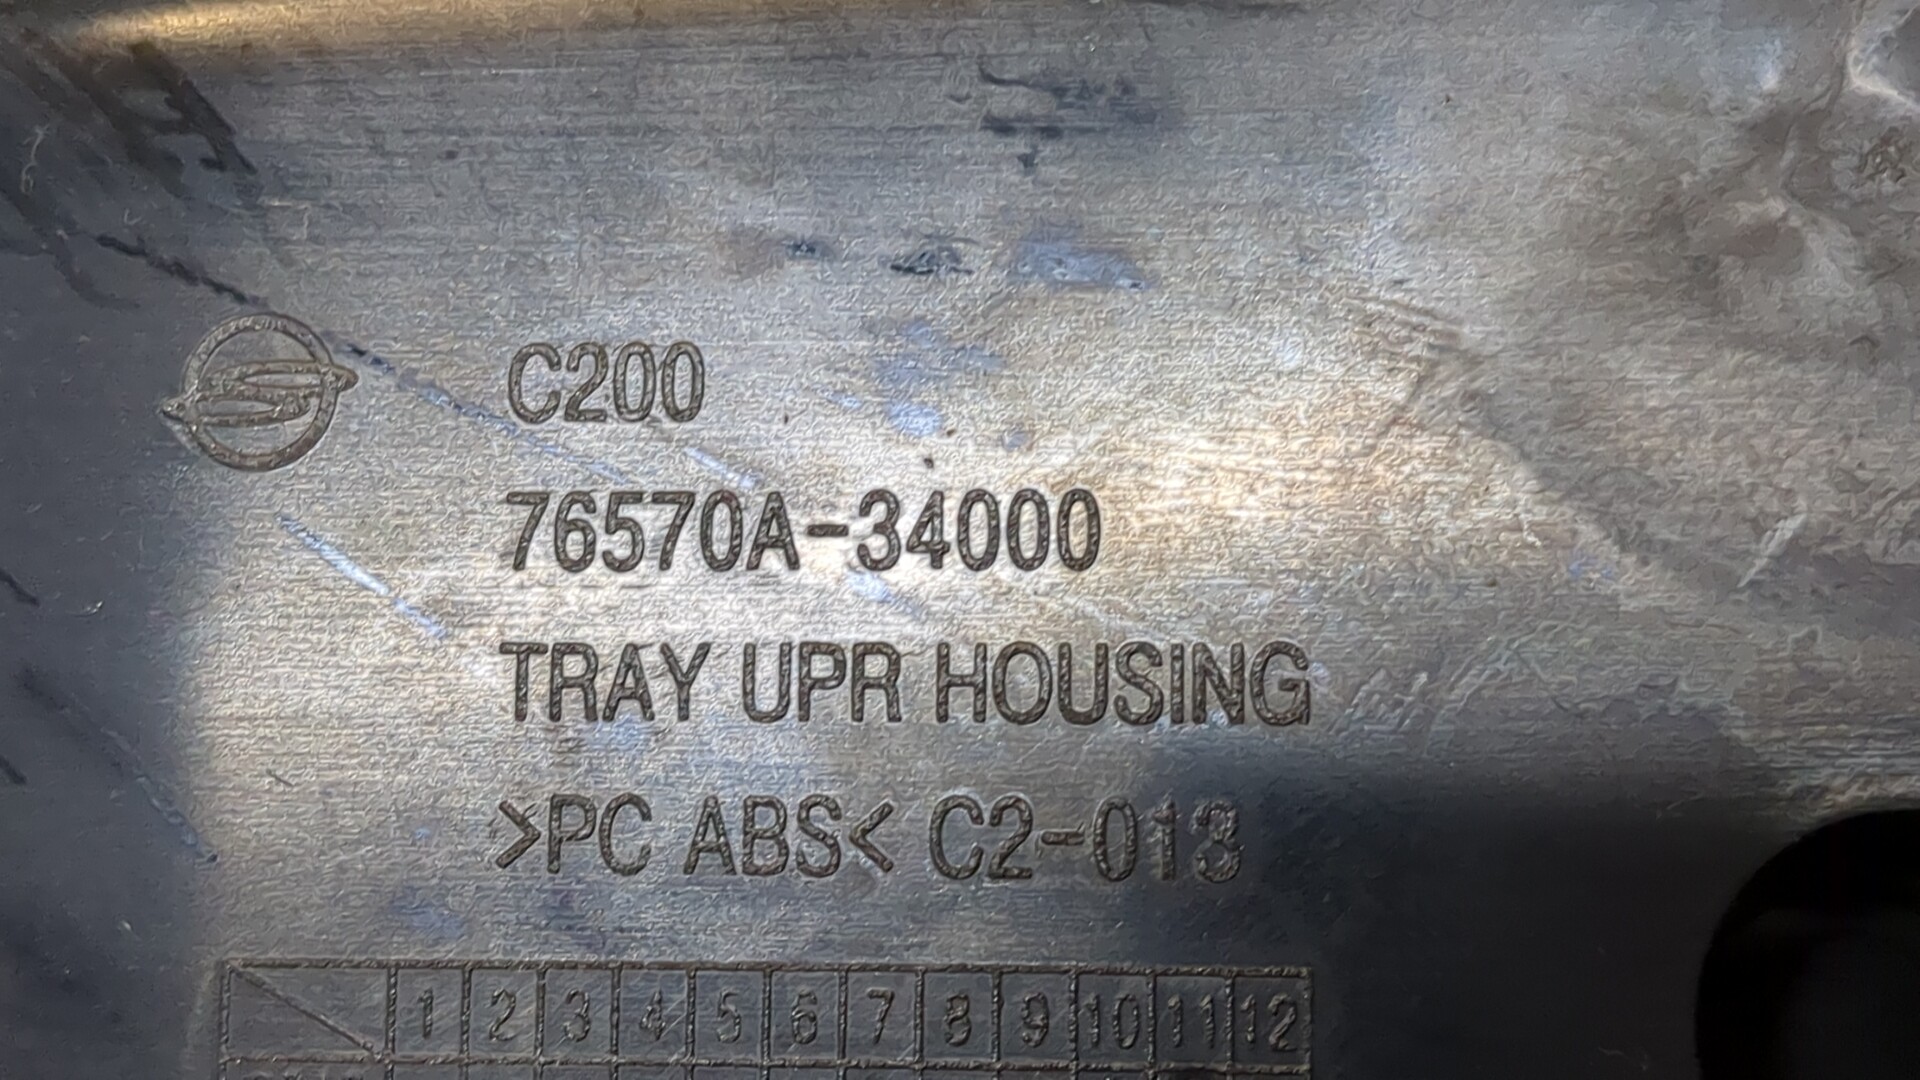 C200
76570A-34000
TRAY UPR HOUSING
>PC ABS< C2-013
1 2 3 4 5 6 7 8 9 10 11 12